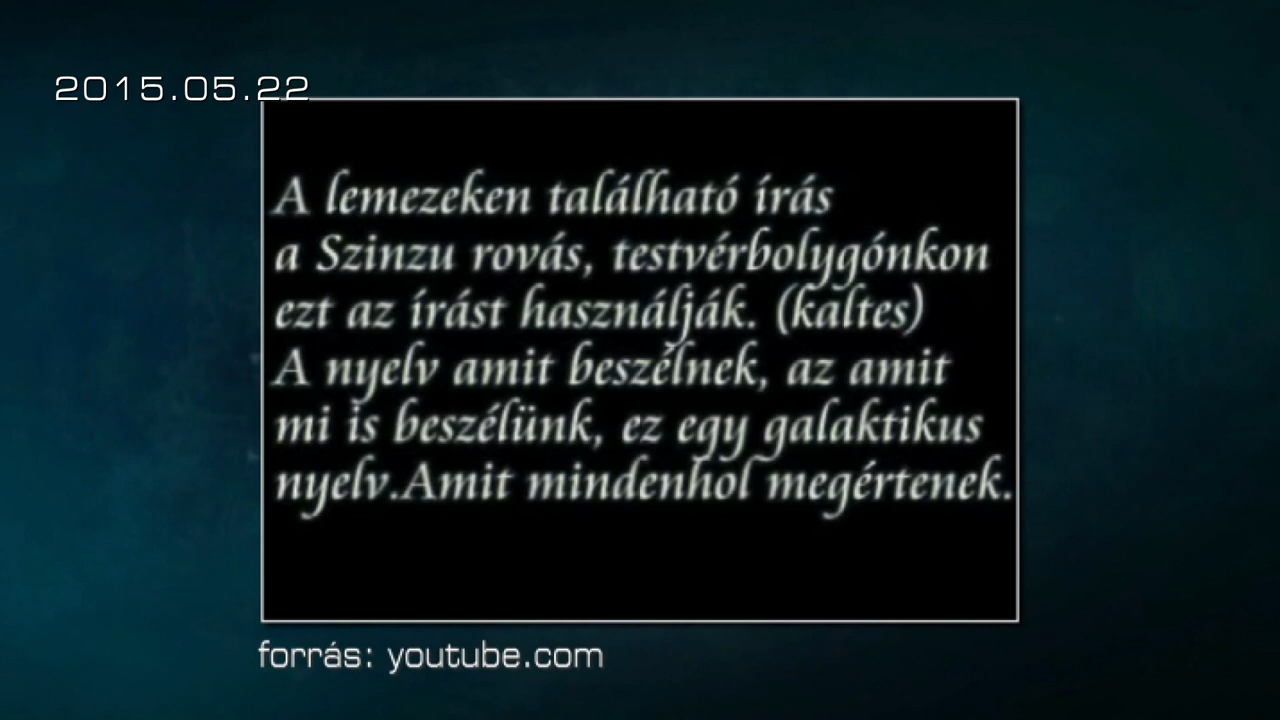 2015.05.22
A lemezeken található írás
a Szinzu rovás, testvérbolygónkon
ezt az írást használják. (kaltes)
A nyelv amit beszélnek, az amit
mi is beszélünk, ez egy galaktikus
nyelv.Amit mindenhol megértenek.
forrás: youtube.com